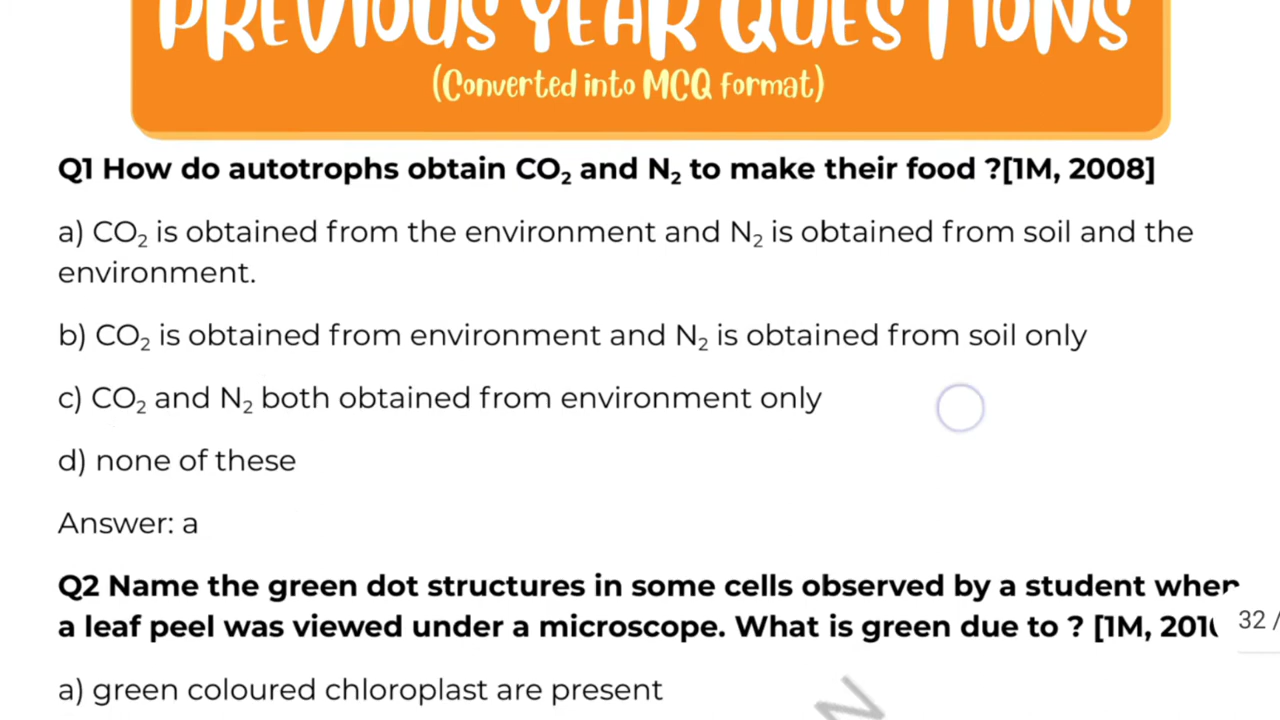 PREVIOUS YEAR QUESTIONS
(Converted into MCQ format)
Q1 How do autotrophs obtain CO₂ and N₂ to make their food ?[1M, 2008]
a) CO₂ is obtained from the environment and N₂ is obtained from soil and the
environment.
b) CO₂ is obtained from environment and N₂ is obtained from soil only
c) CO₂ and N₂ both obtained from environment only
d) none of these
Answer: a
Q2 Name the green dot structures in some cells observed by a student when
a leaf peel was viewed under a microscope. What is green due to ? [1M,
32 /
a) green coloured chloroplast are present
N